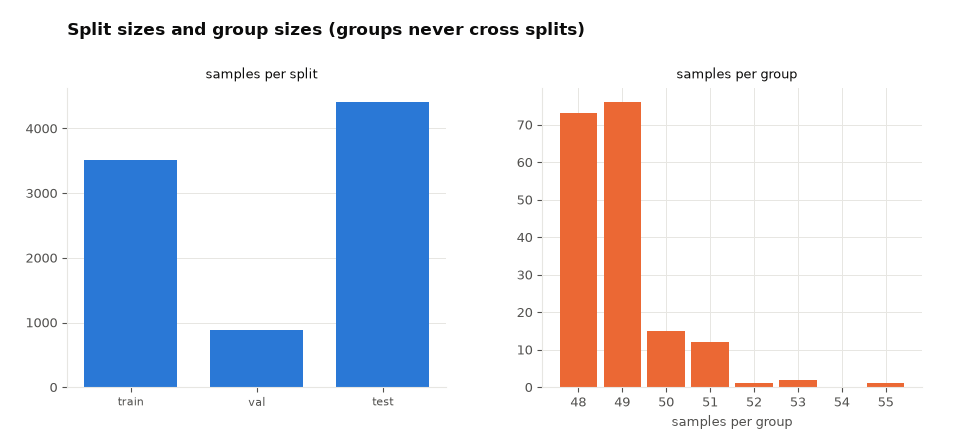 Split sizes and group sizes (groups never cross splits)
samples per split
4000
3000
2000
1000
0
train val test
samples per group
70
60
50
40
30
20
10
0
48 49 50 51 52 53 54 55
samples per group